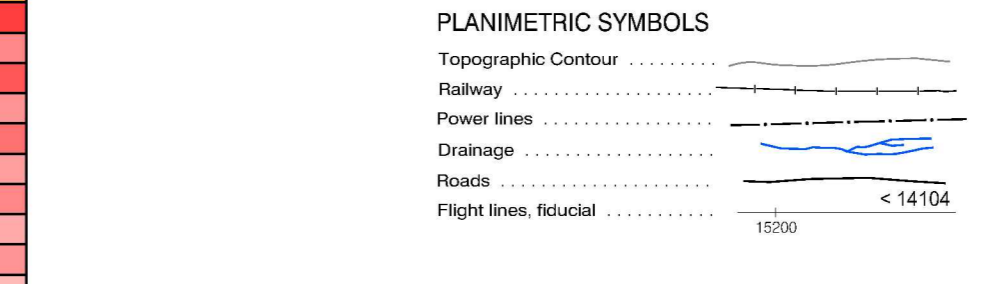 PLANIMETRIC SYMBOLS
Topographic Contour .........
Railway ....................
Power lines .................
Drainage ...................
Roads .....................
< 14104
Flight lines, fiducial ...........
15200